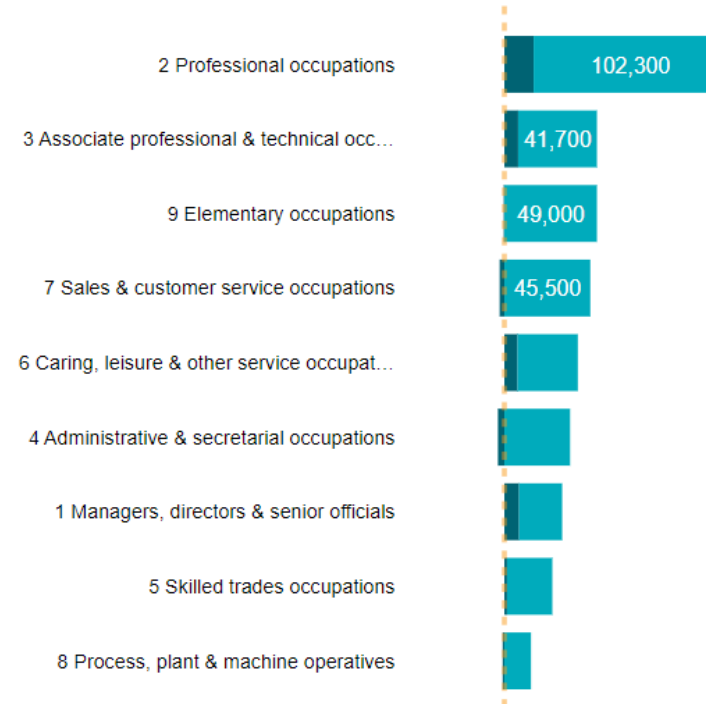 2 Professional occupations 102,300
3 Associate professional & technical occ… 41,700
9 Elementary occupations 49,000
7 Sales & customer service occupations 45,500
6 Caring, leisure & other service occupat…
4 Administrative & secretarial occupations
1 Managers, directors & senior officials
5 Skilled trades occupations
8 Process, plant & machine operatives